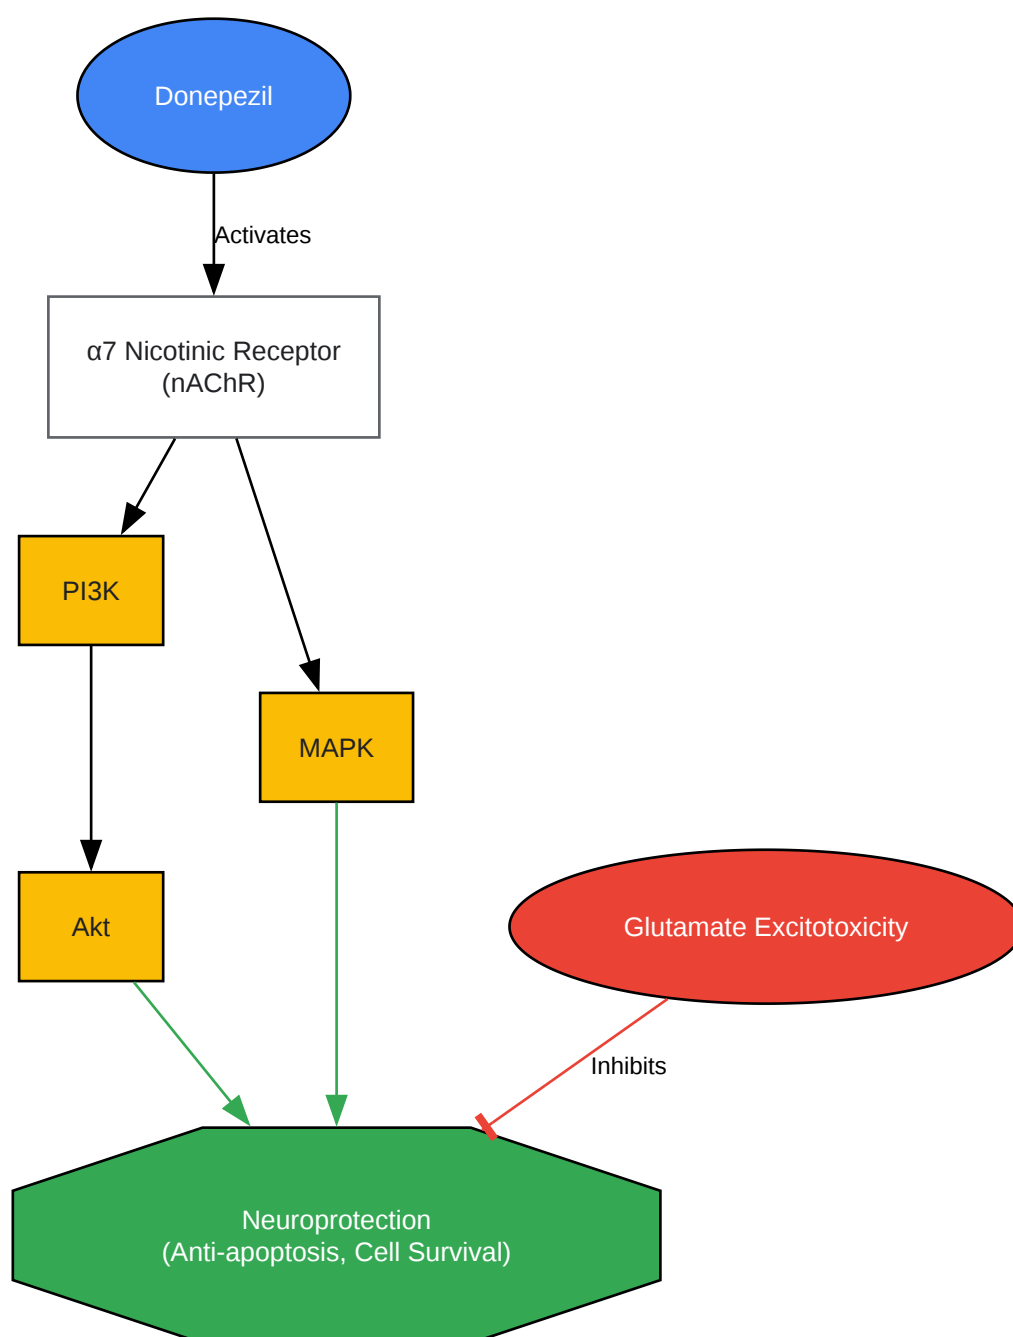 Donepezil
Activates
α7 Nicotinic Receptor
(nAChR)
PI3K
MAPK
Akt
Glutamate Excitotoxicity
Inhibits
Neuroprotection
(Anti-apoptosis, Cell Survival)